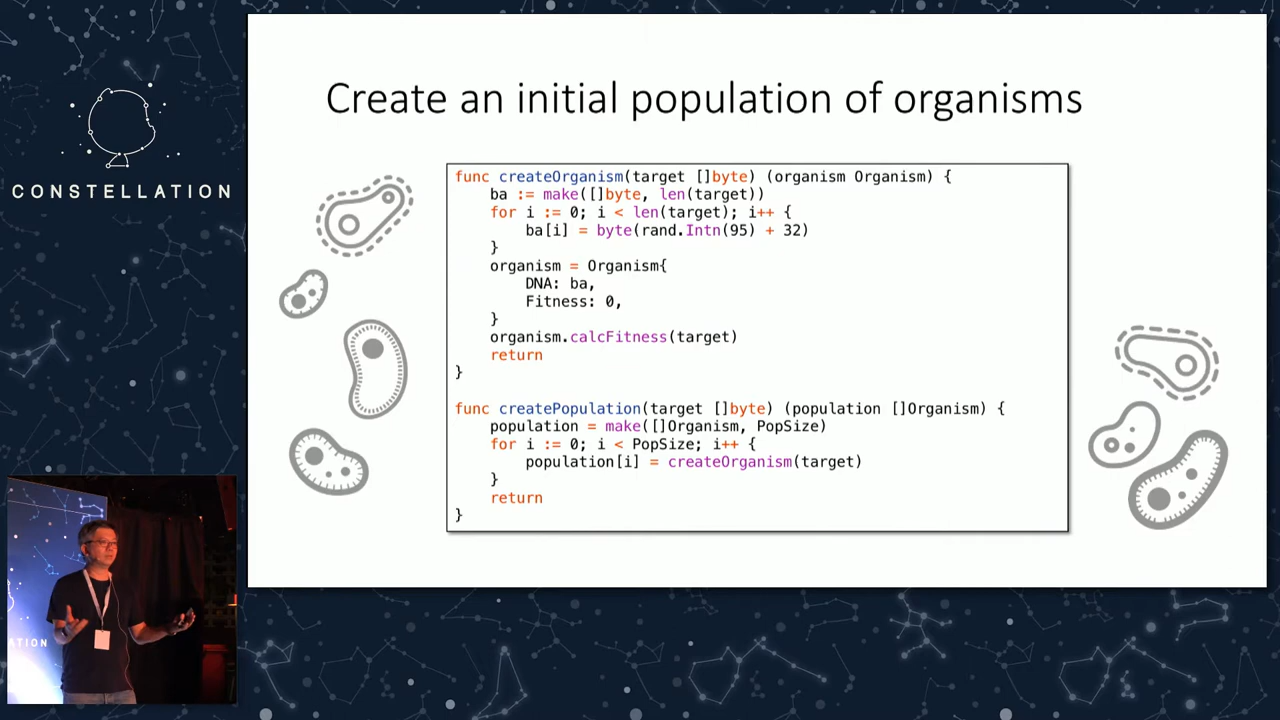 CONSTELLATION
Create an initial population of organisms
func createOrganism(target []byte) (organism Organism) {
    ba := make([]byte, len(target))
    for i := 0; i < len(target); i++ {
        ba[i] = byte(rand.Intn(95) + 32)
    }
    organism = Organism{
        DNA: ba,
        Fitness: 0,
    }
    organism.calcFitness(target)
    return
}
func createPopulation(target []byte) (population []Organism) {
    population = make([]Organism, PopSize)
    for i := 0; i < PopSize; i++ {
        population[i] = createOrganism(target)
    }
    return
}
ATION